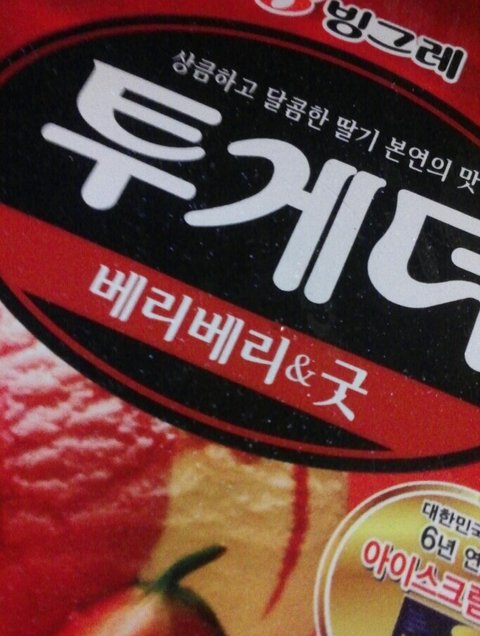 빙그레
상큼하고 달콤한 딸기 본연의 맛
투게더
베리베리&굿
대한민국
6년 연
아이스크림